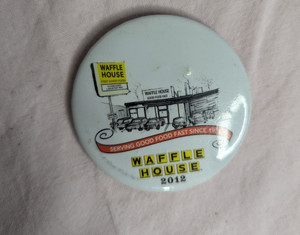 WAFFLE
HOUSE
WAFFLE HOUSE
SERVING GOOD FOOD FAST SINCE
WAFFLE
HOUSE
2012